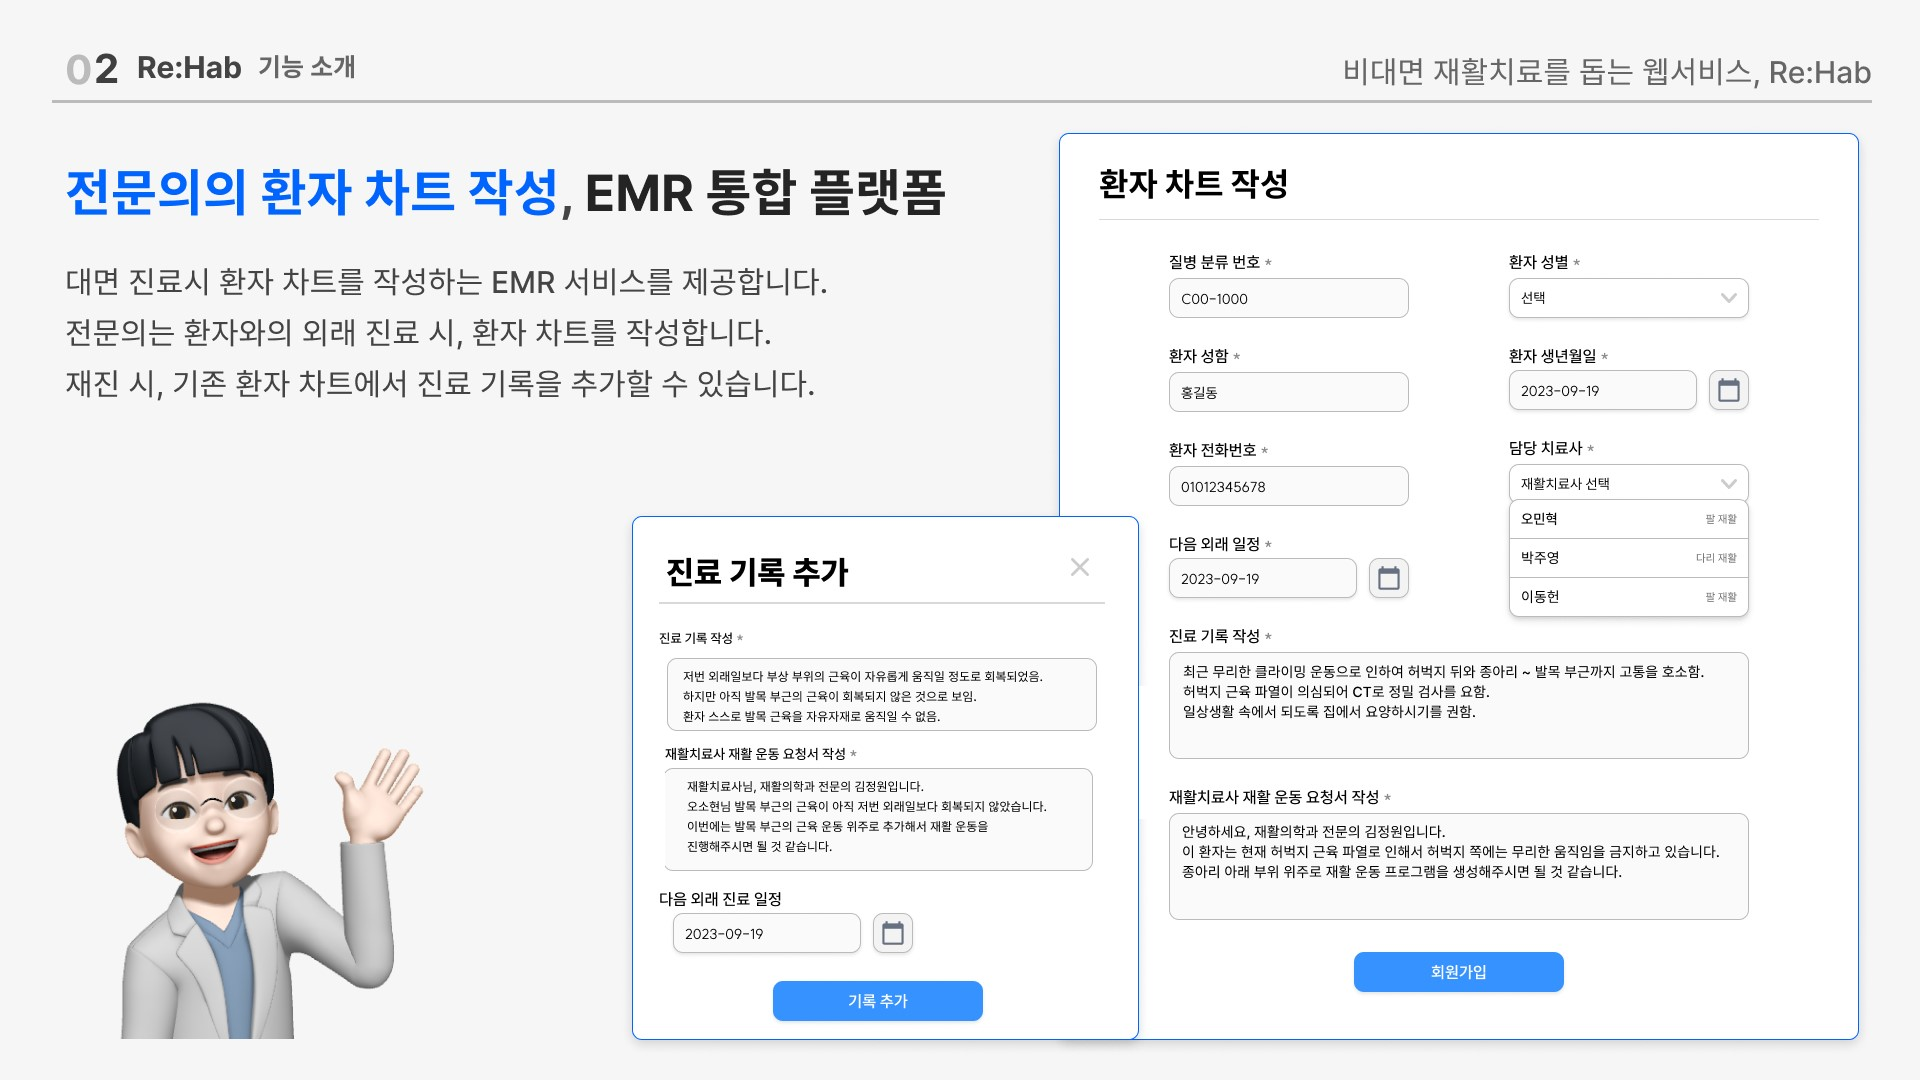 02 Re:Hab 기능 소개
비대면 재활치료를 돕는 웹서비스, Re:Hab
전문의의 환자 차트 작성, EMR 통합 플랫폼
대면 진료시 환자 차트를 작성하는 EMR 서비스를 제공합니다.
전문의는 환자와의 외래 진료 시, 환자 차트를 작성합니다.
재진 시, 기존 환자 차트에서 진료 기록을 추가할 수 있습니다.
진료 기록 추가
진료 기록 작성 *
저번 외래일보다 부상 부위의 근육이 자유롭게 움직일 정도로 회복되었음.
하지만 아직 발목 부근의 근육이 회복되지 않은 것으로 보임.
환자 스스로 발목 근육을 자유자재로 움직일 수 없음.
재활치료사 재활 운동 요청서 작성 *
재활치료사님, 재활의학과 전문의 김정원입니다.
오소현님 발목 부근의 근육이 아직 저번 외래일보다 회복되지 않았습니다.
이번에는 발목 부근의 근육 운동 위주로 추가해서 재활 운동을
진행해주시면 될 것 같습니다.
다음 외래 진료 일정
2023-09-19
기록 추가
환자 차트 작성
질병 분류 번호 *
C00-1000
환자 성별 *
선택
환자 성함 *
홍길동
환자 생년월일 *
2023-09-19
환자 전화번호 *
01012345678
담당 치료사 *
재활치료사 선택
오민혁 팔 재활
박주영 다리 재활
이동헌 팔 재활
다음 외래 일정 *
2023-09-19
진료 기록 작성 *
최근 무리한 클라이밍 운동으로 인하여 허벅지 뒤와 종아리 ~ 발목 부근까지 고통을 호소함.
허벅지 근육 파열이 의심되어 CT로 정밀 검사를 요함.
일상생활 속에서 되도록 집에서 요양하시기를 권함.
재활치료사 재활 운동 요청서 작성 *
안녕하세요, 재활의학과 전문의 김정원입니다.
이 환자는 현재 허벅지 근육 파열로 인해서 허벅지 쪽에는 무리한 움직임을 금지하고 있습니다.
종아리 아래 부위 위주로 재활 운동 프로그램을 생성해주시면 될 것 같습니다.
회원가입